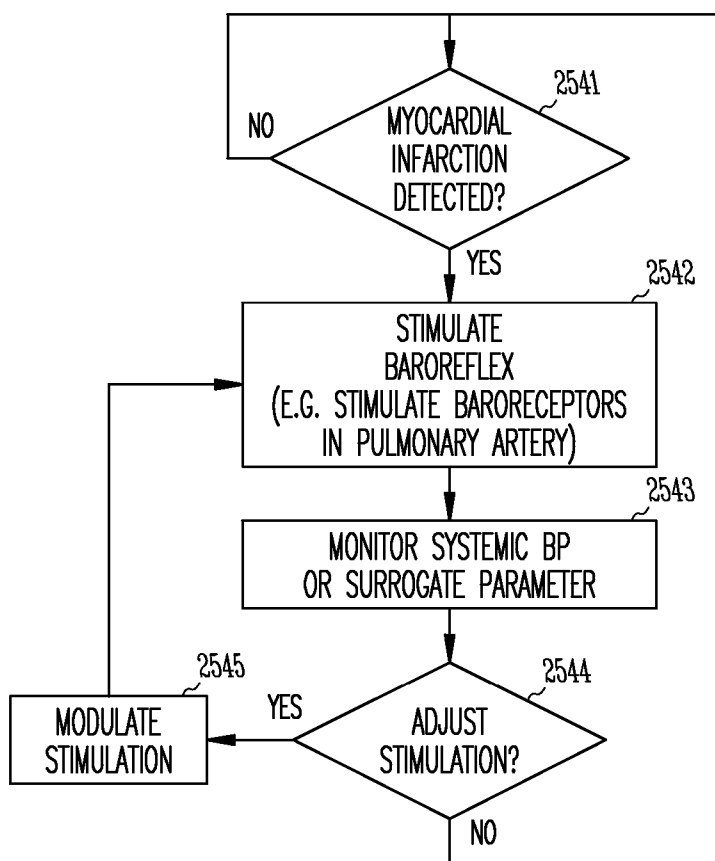 2541
NO
MYOCARDIAL
INFARCTION
DETECTED?
YES
2542
STIMULATE
BAROREFLEX
(E.G. STIMULATE BARORECEPTORS
IN PULMONARY ARTERY)
2543
MONITOR SYSTEMIC BP
OR SURROGATE PARAMETER
2545
MODULATE
STIMULATION
YES
2544
ADJUST
STIMULATION?
NO